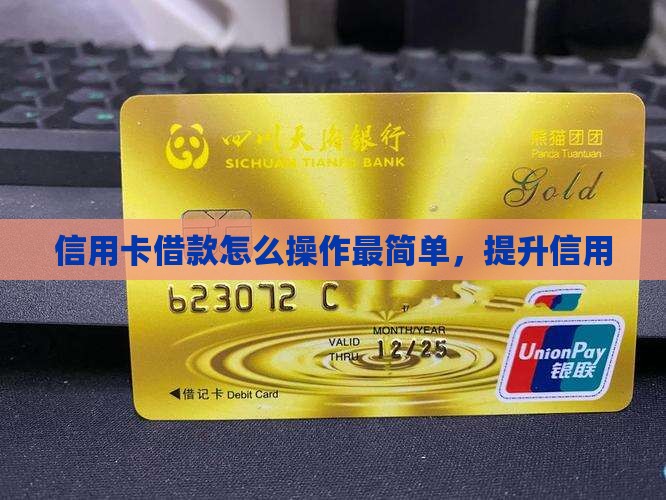 四川天府银行
SICHUAN TIANFU BANK
熊猫团团
Panda Tuantuan
Gold
信用卡借款怎么操作最简单，提升信用
623072 C
MONTH/YEAR
VALID THRU 12/25
UnionPay
银联
◀借记卡 Debit Card